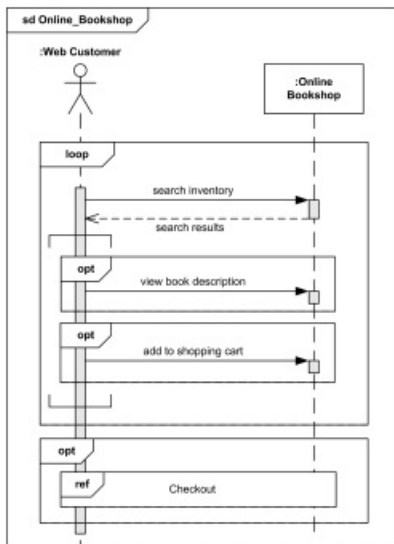 sd Online_Bookshop
:Web Customer
:Online
Bookshop
loop
search inventory
search results
opt
view book description
opt
add to shopping cart
opt
ref
Checkout